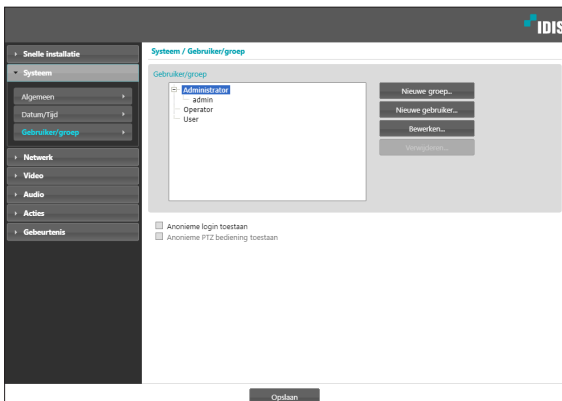 IDIS
Snelle installatie
Systeem
Algemeen
Datum/Tijd
Gebruiker/groep
Netwerk
Video
Audio
Acties
Gebeurtenis
Systeem / Gebruiker/groep
Gebruiker/groep
Administrator
admin
Operator
User
Nieuwe groep...
Nieuwe gebruiker...
Bewerken...
Verwijderen...
Anonieme login toestaan
Anonieme PTZ bediening toestaan
Opslaan